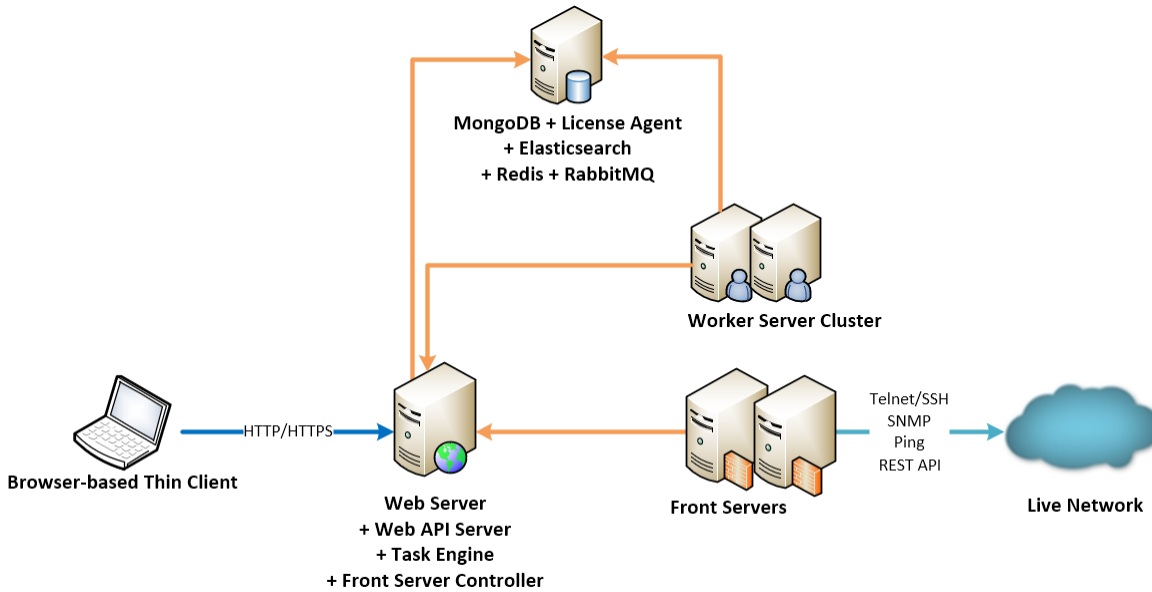 MongoDB + License Agent
+ Elasticsearch
+ Redis + RabbitMQ
Worker Server Cluster
HTTP/HTTPS
Browser-based Thin Client
Web Server
+ Web API Server
+ Task Engine
+ Front Server Controller
Front Servers
Telnet/SSH
SNMP
Ping
REST API
Live Network